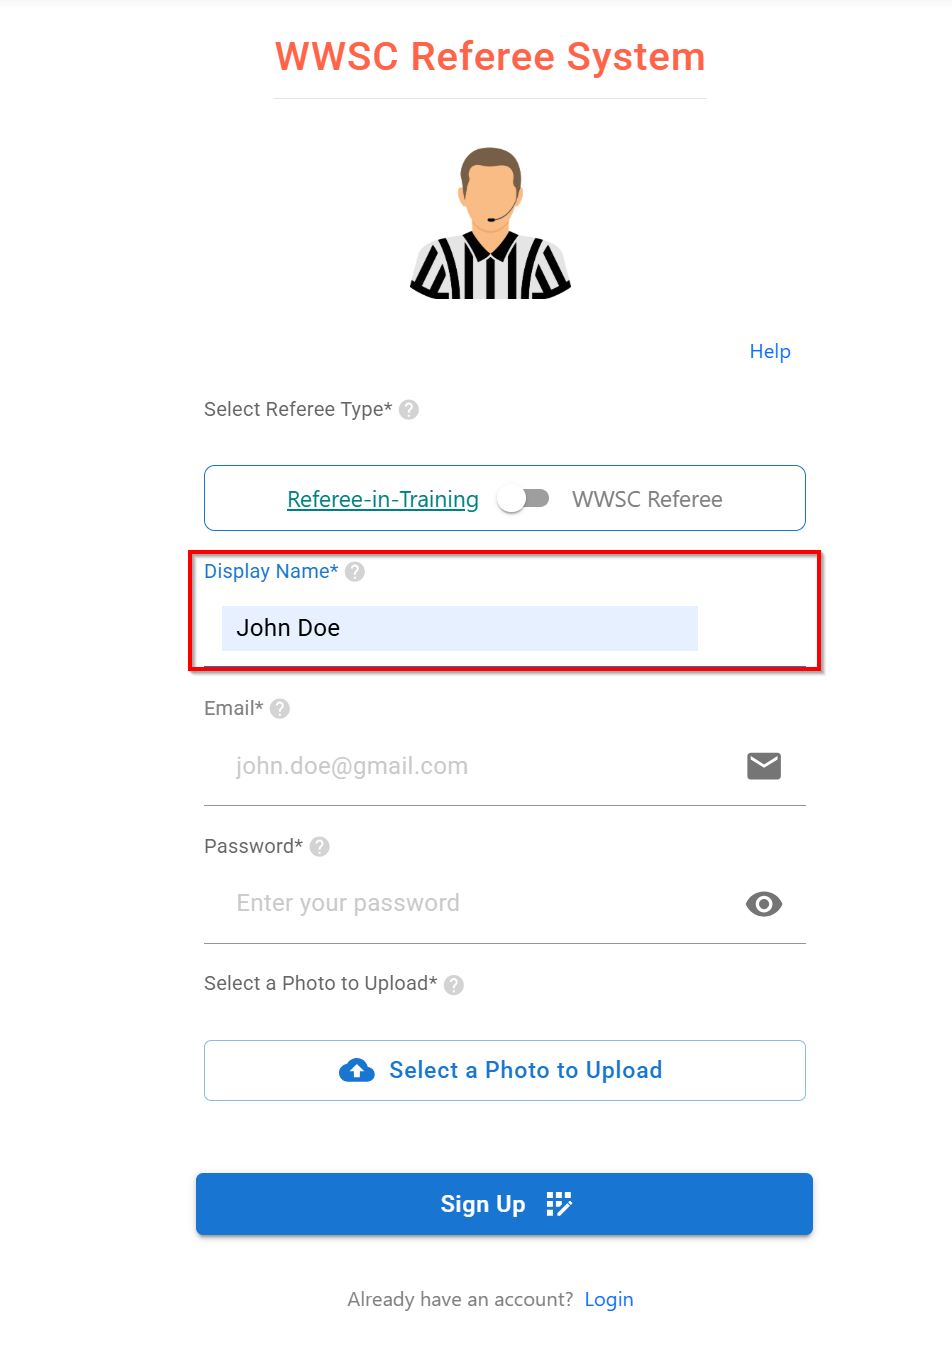 WWSC Referee System
Help
Select Referee Type* ?
Referee-in-Training WWSC Referee
Display Name* ?
John Doe
Email* ?
john.doe@gmail.com
Password* ?
Enter your password
Select a Photo to Upload* ?
Select a Photo to Upload
Sign Up
Already have an account? Login